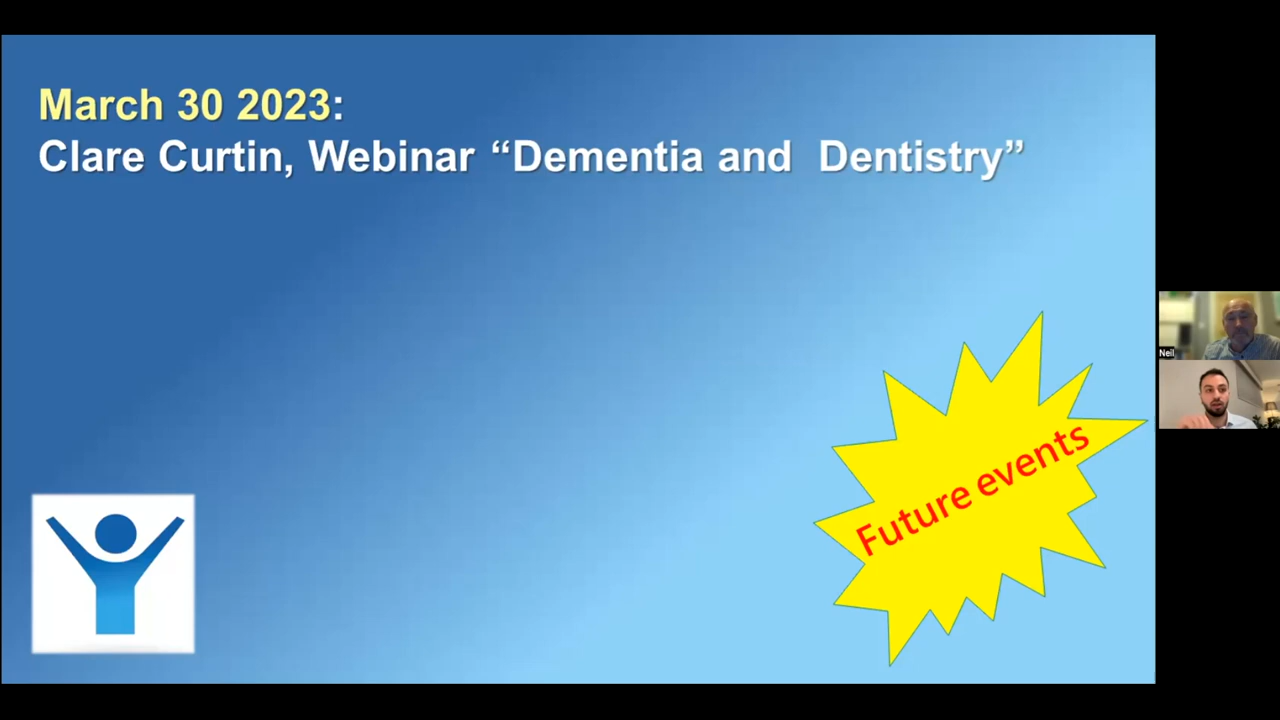 March 30 2023:
Clare Curtin, Webinar “Dementia and  Dentistry”
Future events
Neil